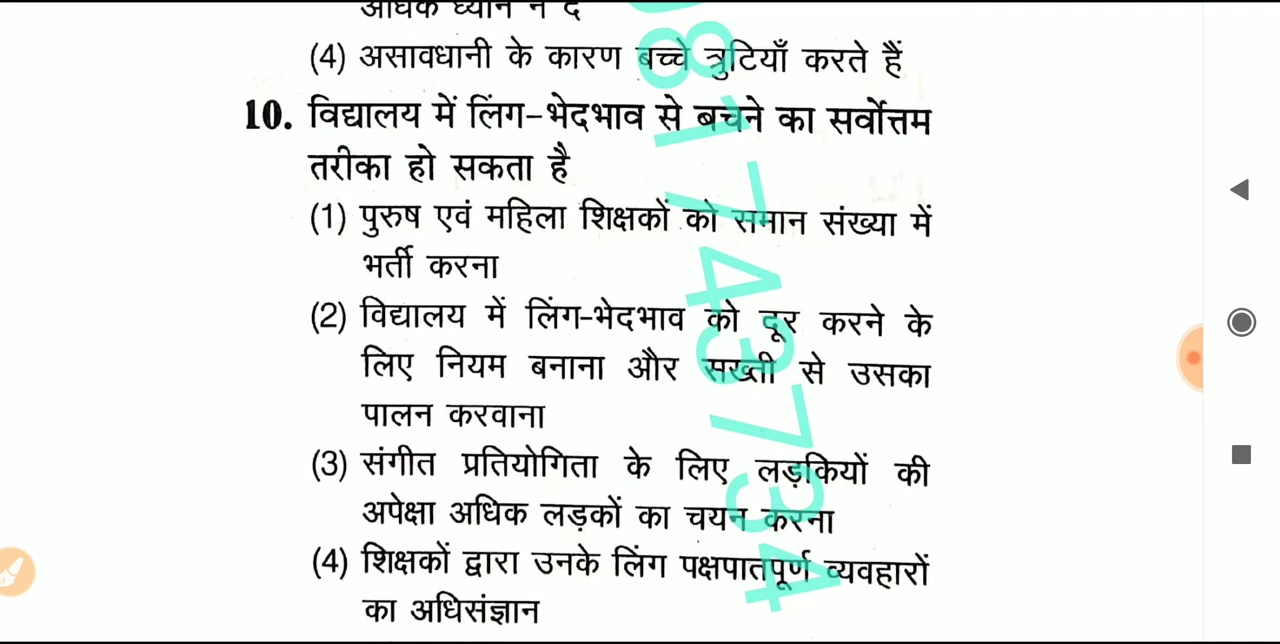 अधिक ध्यान न दें
(4) असावधानी के कारण बच्चे त्रुटियाँ करते हैं
10. विद्यालय में लिंग-भेदभाव से बचने का सर्वोत्तम
तरीका हो सकता है
(1) पुरुष एवं महिला शिक्षकों को समान संख्या में
भर्ती करना
(2) विद्यालय में लिंग-भेदभाव को दूर करने के
लिए नियम बनाना और सख्ती से उसका
पालन करवाना
(3) संगीत प्रतियोगिता के लिए लड़कियों की
अपेक्षा अधिक लड़कों का चयन करना
(4) शिक्षकों द्वारा उनके लिंग पक्षपातपूर्ण व्यवहारों
का अधिसंज्ञान